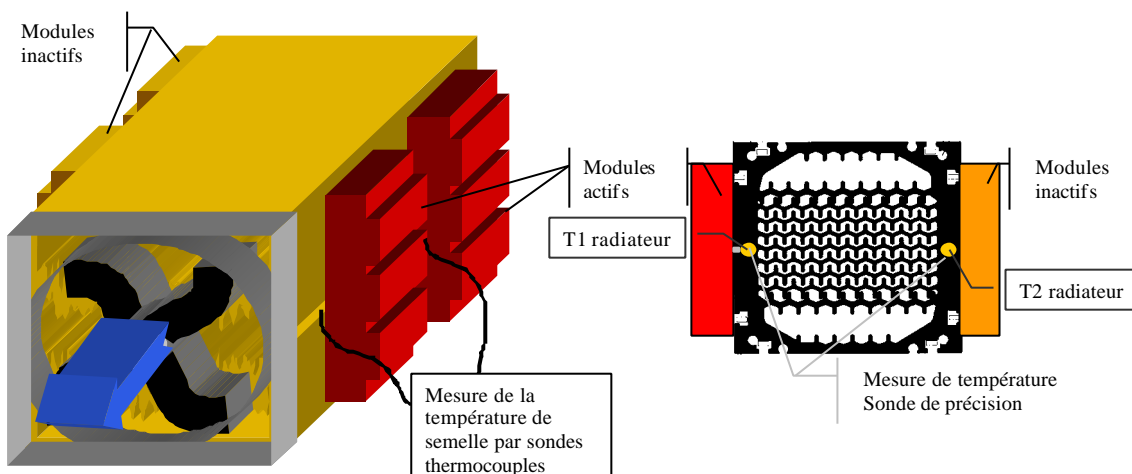 Modules
inactifs
Modules
actifs
Modules
inactifs
T1 radiateur
T2 radiateur
Mesure de température
Sonde de précision
Mesure de la
température de
semelle par sondes
thermocouples